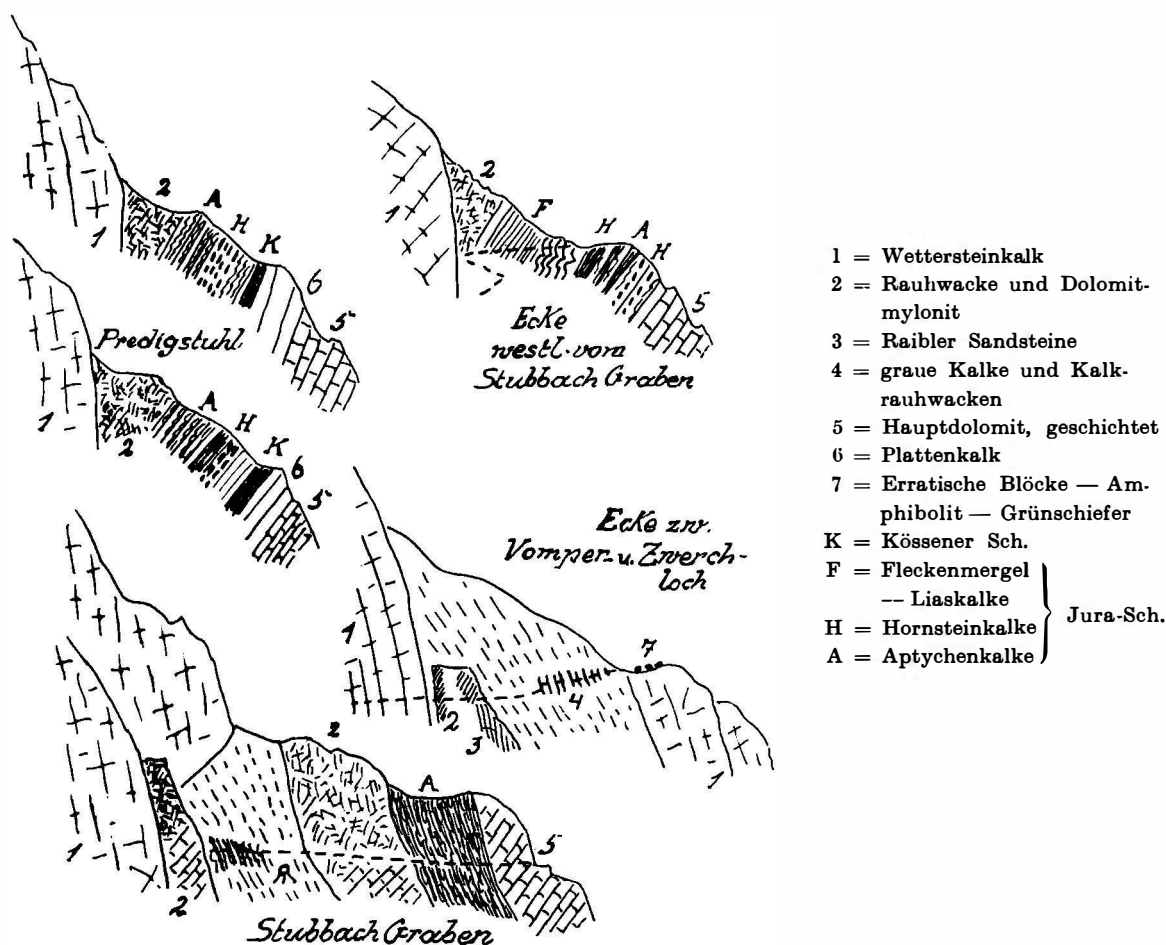 2 A H K
1 6 5
Predigstuhl
2 F H A H
1 5
Ecke
westl. vom
Stubbach Graben
A H K
1 2 6 5
Ecke zw.
Vomper- u. Zwerch-
loch
1 7
4
2 3 1
2 A
1 5
2
Stubbach Graben
1 = Wettersteinkalk
2 = Rauhwacke und Dolomit-
mylonit
3 = Raibler Sandsteine
4 = graue Kalke und Kalk-
rauhwacken
5 = Hauptdolomit, geschichtet
6 = Plattenkalk
7 = Erratische Blöcke — Am-
phibolit — Grünschiefer
K = Kössener Sch.
F = Fleckenmergel
-- Liaskalke
H = Hornsteinkalke
A = Aptychenkalke
Jura-Sch.